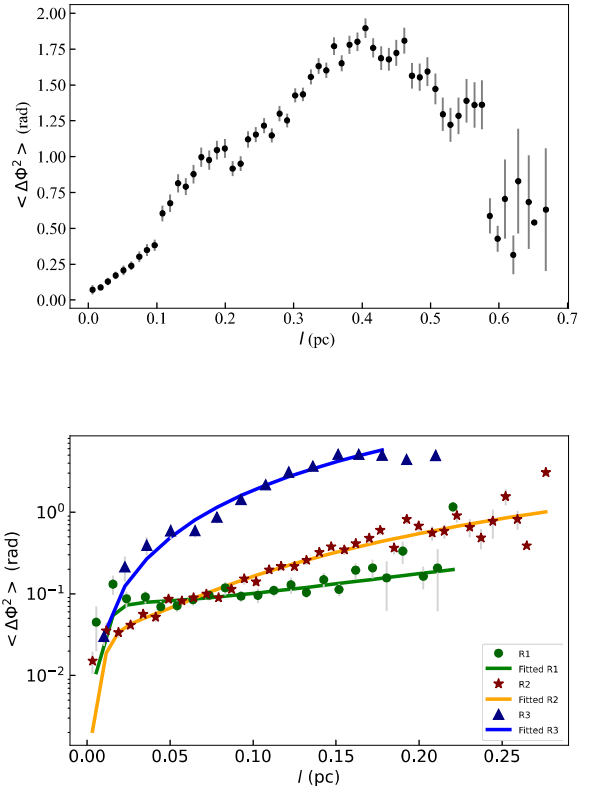 2.00
1.75
1.50
1.25
1.00
0.75
0.50
0.25
0.00
< ΔΦ² > (rad)
0.0 0.1 0.2 0.3 0.4 0.5 0.6 0.7
l (pc)
10⁰
10⁻¹
10⁻²
< ΔΦ² > (rad)
R1
Fitted R1
R2
Fitted R2
R3
Fitted R3
0.00 0.05 0.10 0.15 0.20 0.25
l (pc)